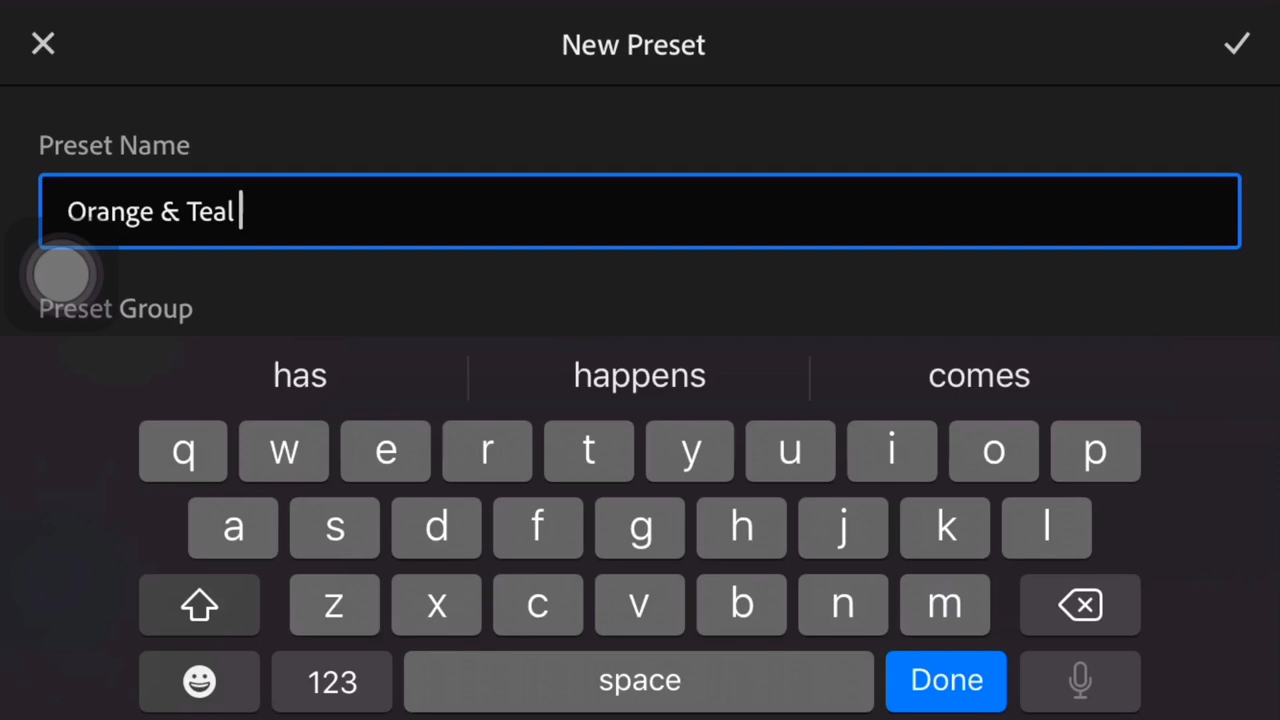 New Preset
Preset Name
Orange & Teal
Preset Group
has happens comes
q w e r t y u i o p
a s d f g h j k l
z x c v b n m
123 space Done